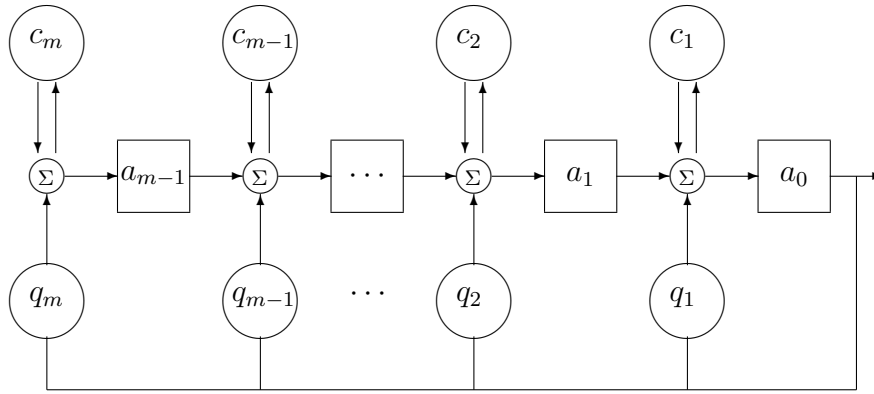 c_m c_{m−1} c_2 c_1
Σ a_{m−1} Σ ··· Σ a_1 Σ a_0
q_m q_{m−1} ··· q_2 q_1